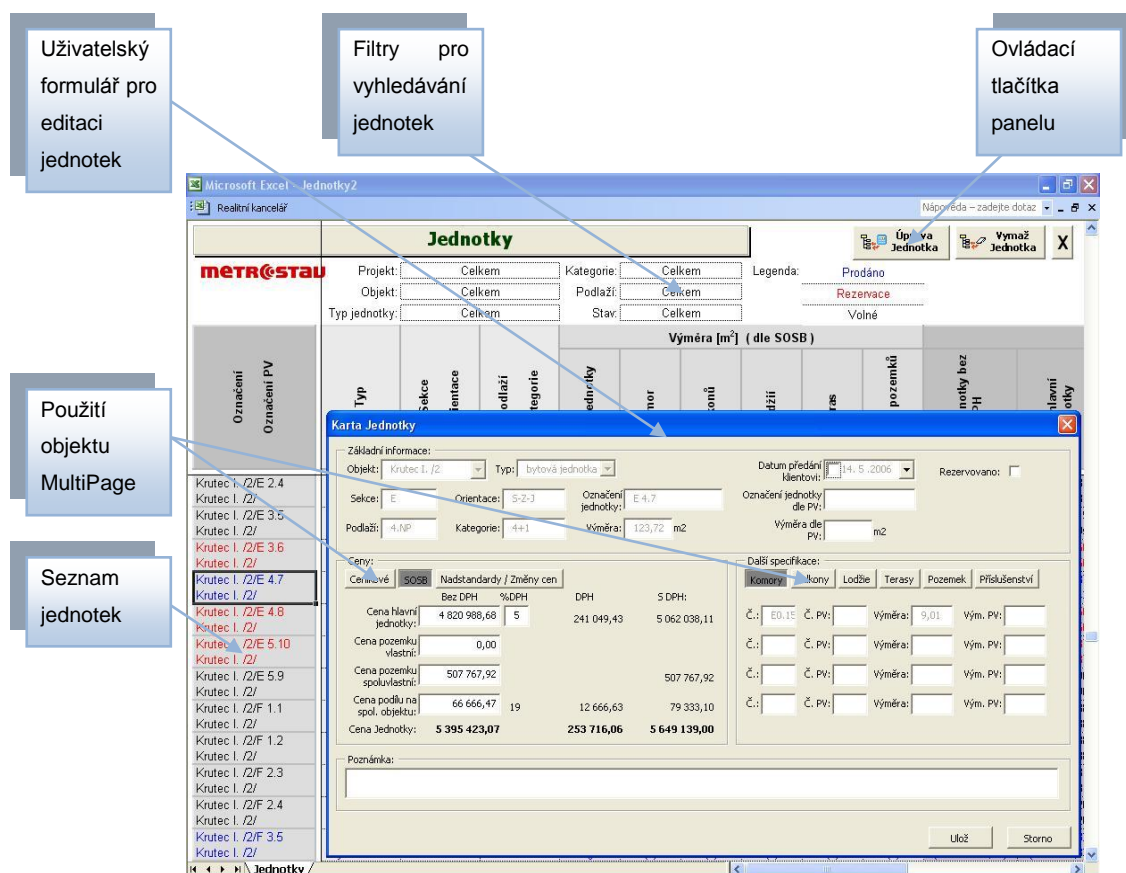 Uživatelský
formulář pro
editaci
jednotek
Filtry pro
vyhledávání
jednotek
Ovládací
tlačítka
panelu
Použití
objektu
MultiPage
Seznam
jednotek
Microsoft Excel - Jednotky2
Realitní kancelář
Nápověda – zadejte dotaz
Jednotky
Úprava
Jednotka
Vymaž
Jednotka
X
METROSTAV
Projekt: Celkem Kategorie: Celkem Legenda: Prodáno
Objekt: Celkem Podlaží: Celkem Rezervace
Typ jednotky: Celkem Stav: Celkem Volné
Výměra [m²] ( dle SOSB )
Označení
Označení PV
Typ
Sekce
Krutec I. /2/E 2.4
Krutec I. /2/
Krutec I. /2/E 3.5
Krutec I. /2/
Krutec I. /2/E 3.6
Krutec I. /2/
Krutec I. /2/E 4.7
Krutec I. /2/
Krutec I. /2/E 4.8
Krutec I. /2/
Krutec I. /2/E 5.10
Krutec I. /2/
Krutec I. /2/E 5.9
Krutec I. /2/
Krutec I. /2/F 1.1
Krutec I. /2/
Krutec I. /2/F 1.2
Krutec I. /2/
Krutec I. /2/F 2.3
Krutec I. /2/
Krutec I. /2/F 2.4
Krutec I. /2/
Krutec I. /2/F 3.5
Krutec I. /2/
Karta Jednotky
Základní informace:
Objekt: Krutec I. /2 Typ: bytová jednotka Datum předání klientovi: 14. 5 .2006 Rezervovano:
Sekce: E Orientace: S-Z-J Označení jednotky: E 4.7 Označení jednotky dle PV:
Podlaží: 4.NP Kategorie: 4+1 Výměra: 123,72 m2 Výměra dle PV: m2
Ceny:
Ceníkové SOSB Nadstandardy / Změny cen
Bez DPH %DPH DPH S DPH:
Cena hlavní jednotky: 4 820 988,68 5 241 049,43 5 062 038,11
Cena pozemku vlastní: 0,00
Cena pozemku spoluvlastní: 507 767,92 507 767,92
Cena podílu na spol. objektu: 66 666,47 19 12 666,63 79 333,10
Cena Jednotky: 5 395 423,07 253 716,06 5 649 139,00
Další specifikace:
Komory Balkony Lodžie Terasy Pozemek Příslušenství
Č.: E0.15 Č. PV: Výměra: 9,01 Vým. PV:
Č.: Č. PV: Výměra: Vým. PV:
Č.: Č. PV: Výměra: Vým. PV:
Č.: Č. PV: Výměra: Vým. PV:
Poznámka:
Ulož Storno
Jednotky